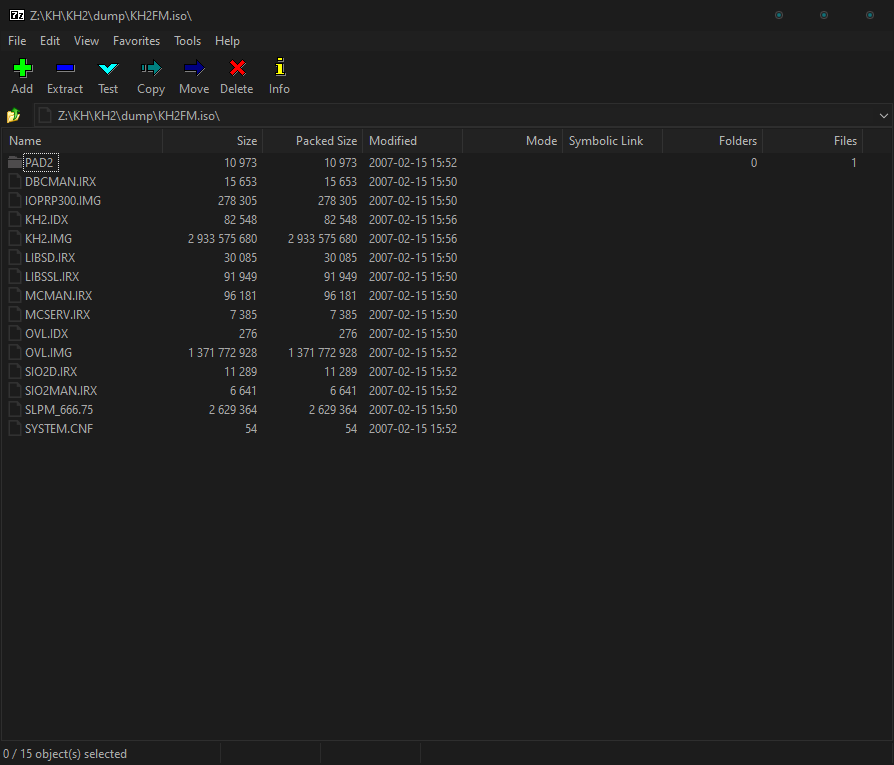 Z:\KH\KH2\dump\KH2FM.iso\
File Edit View Favorites Tools Help
Add Extract Test Copy Move Delete Info
Z:\KH\KH2\dump\KH2FM.iso\
Name Size Packed Size Modified Mode Symbolic Link Folders Files
PAD2 10 973 10 973 2007-02-15 15:52 0 1
DBCMAN.IRX 15 653 15 653 2007-02-15 15:50
IOPRP300.IMG 278 305 278 305 2007-02-15 15:50
KH2.IDX 82 548 82 548 2007-02-15 15:56
KH2.IMG 2 933 575 680 2 933 575 680 2007-02-15 15:56
LIBSD.IRX 30 085 30 085 2007-02-15 15:50
LIBSSL.IRX 91 949 91 949 2007-02-15 15:50
MCMAN.IRX 96 181 96 181 2007-02-15 15:50
MCSERV.IRX 7 385 7 385 2007-02-15 15:50
OVL.IDX 276 276 2007-02-15 15:50
OVL.IMG 1 371 772 928 1 371 772 928 2007-02-15 15:52
SIO2D.IRX 11 289 11 289 2007-02-15 15:52
SIO2MAN.IRX 6 641 6 641 2007-02-15 15:52
SLPM_666.75 2 629 364 2 629 364 2007-02-15 15:50
SYSTEM.CNF 54 54 2007-02-15 15:52
0 / 15 object(s) selected